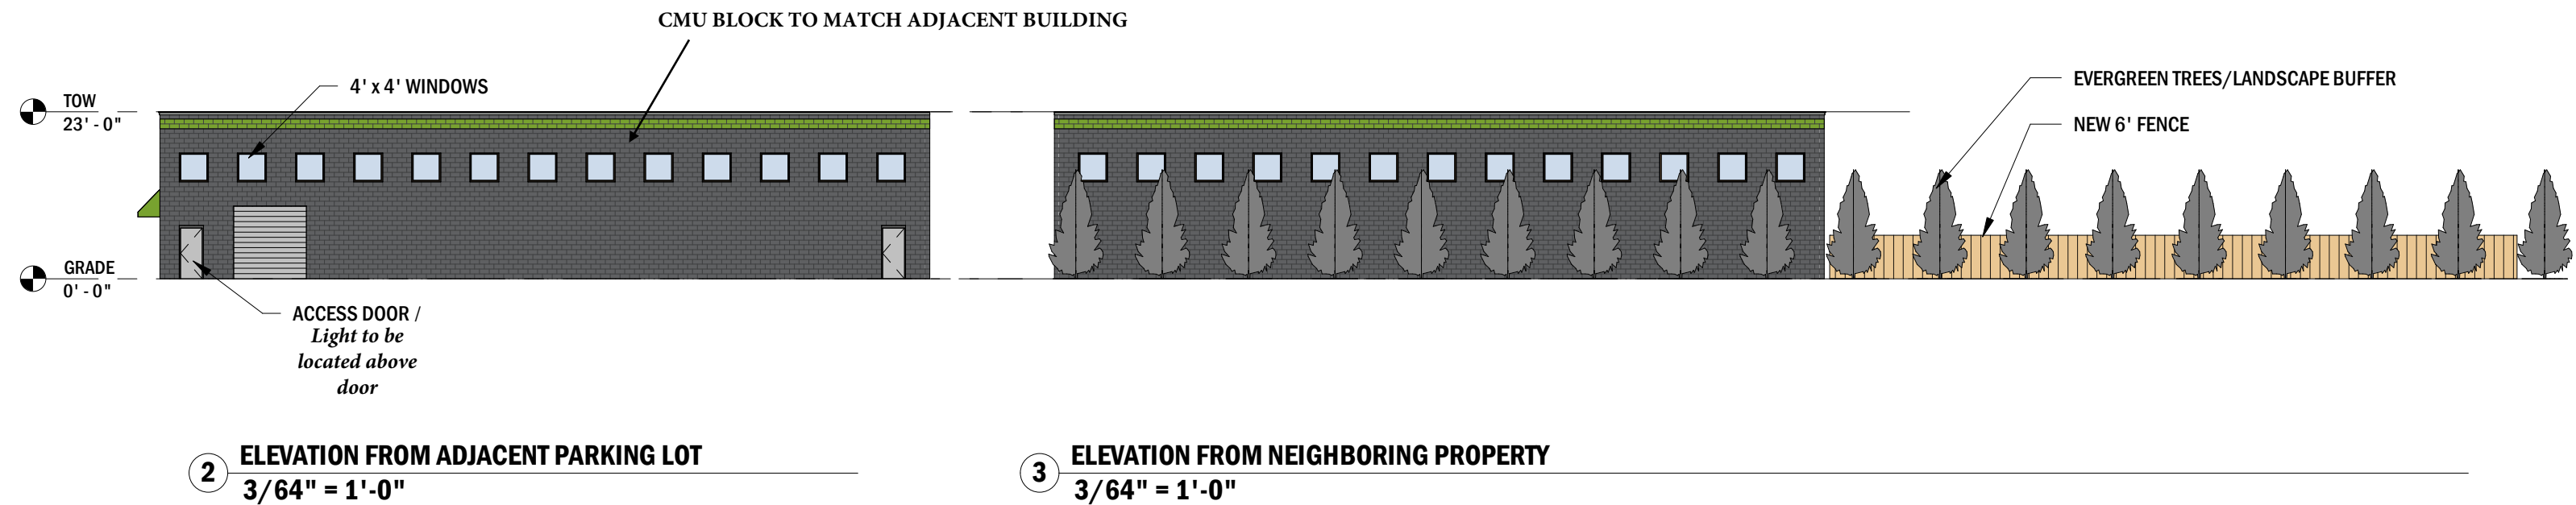 CMU BLOCK TO MATCH ADJACENT BUILDING
4' x 4' WINDOWS
TOW
23' - 0"
GRADE
0' - 0"
ACCESS DOOR /
Light to be
located above
door
EVERGREEN TREES/LANDSCAPE BUFFER
NEW 6' FENCE
2 ELEVATION FROM ADJACENT PARKING LOT
3/64" = 1'-0"
3 ELEVATION FROM NEIGHBORING PROPERTY
3/64" = 1'-0"